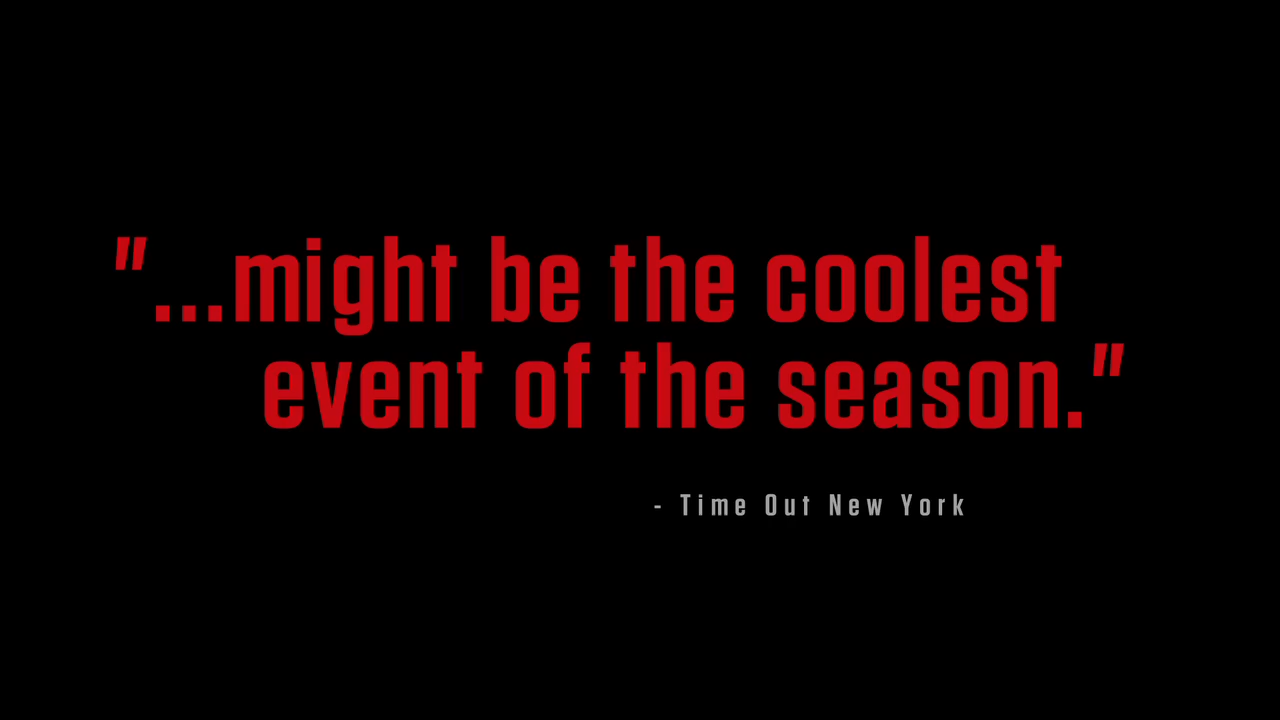 "...might be the coolest
event of the season."
- Time Out New York